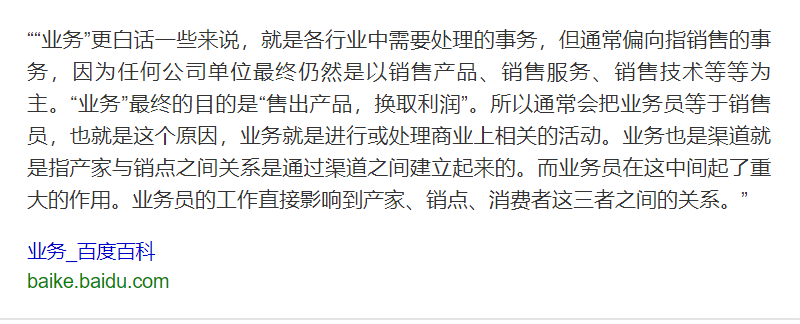 ““业务”更白话一些来说，就是各行业中需要处理的事务，但通常偏向指销售的事
务，因为任何公司单位最终仍然是以销售产品、销售服务、销售技术等等为
主。“业务”最终的目的是“售出产品，换取利润”。所以通常会把业务员等于销售
员，也就是这个原因，业务就是进行或处理商业上相关的活动。业务也是渠道就
是指产家与销点之间关系是通过渠道之间建立起来的。而业务员在这中间起了重
大的作用。业务员的工作直接影响到产家、销点、消费者这三者之间的关系。”
业务_百度百科
baike.baidu.com